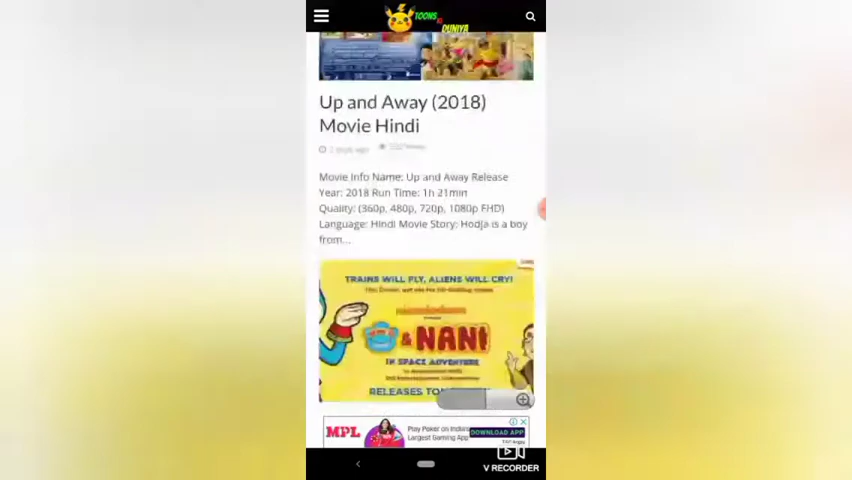 TOONS
DUNIYA
Up and Away (2018)
Movie Hindi
Movie Info Name: Up and Away Release
Year: 2018 Run Time: 1h 21min
Quality: (360p, 480p, 720p, 1080p FHD)
Language: Hindi Movie Story: Hodja is a boy
from...
TRAINS WILL FLY, ALIENS WILL CRY!
& NANI
IN SPACE ADVENTURE
MPL
Play Poker on India's
Largest Gaming App
DOWNLOAD APP
V RECORDER